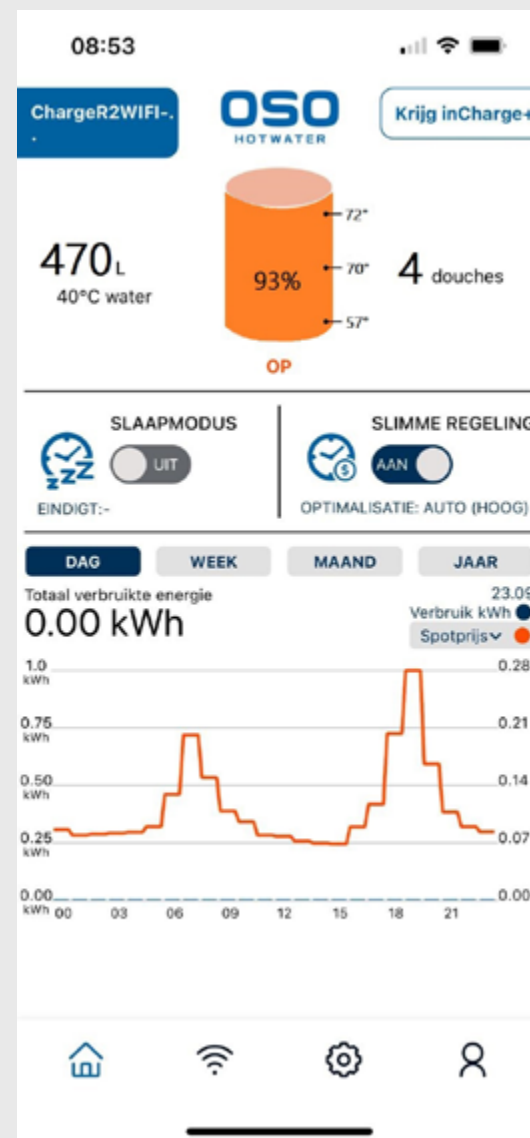 08:53
ChargeR2WIFI-.
.
OSO
HOTWATER
Krijg inCharge+
72°
470L
40°C water
93%
70°
4 douches
57°
OP
SLAAPMODUS
UIT
EINDIGT:-
SLIMME REGELING
AAN
OPTIMALISATIE: AUTO (HOOG)
DAG WEEK MAAND JAAR
Totaal verbruikte energie
0.00 kWh
23.09
Verbruik kWh
Spotprijs
1.0
kWh
0.28
0.75
kWh
0.21
0.50
kWh
0.14
0.25
kWh
0.07
0.00
kWh
0.00
00 03 06 09 12 15 18 21